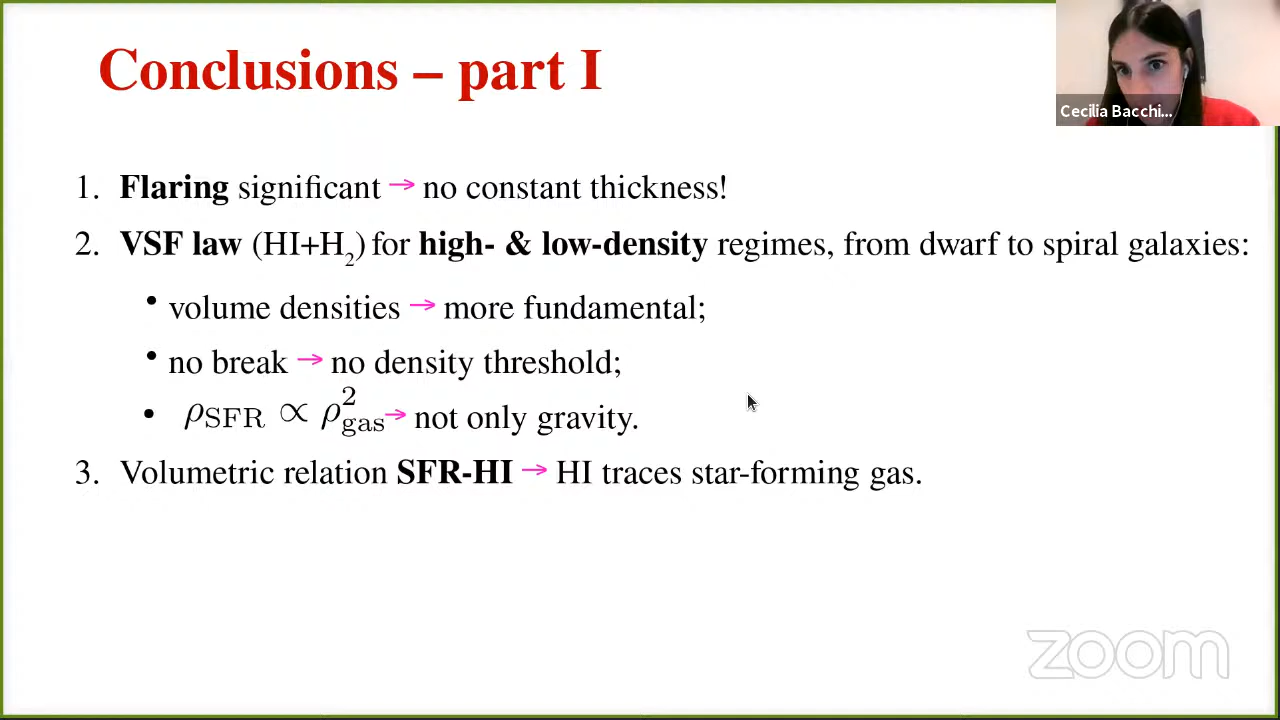 Conclusions – part I
Cecilia Bacchi...
1. Flaring significant → no constant thickness!
2. VSF law (HI+H₂) for high- & low-density regimes, from dwarf to spiral galaxies:
• volume densities → more fundamental;
• no break → no density threshold;
• ρSFR ∝ ρ²gas → not only gravity.
3. Volumetric relation SFR-HI → HI traces star-forming gas.
zoom